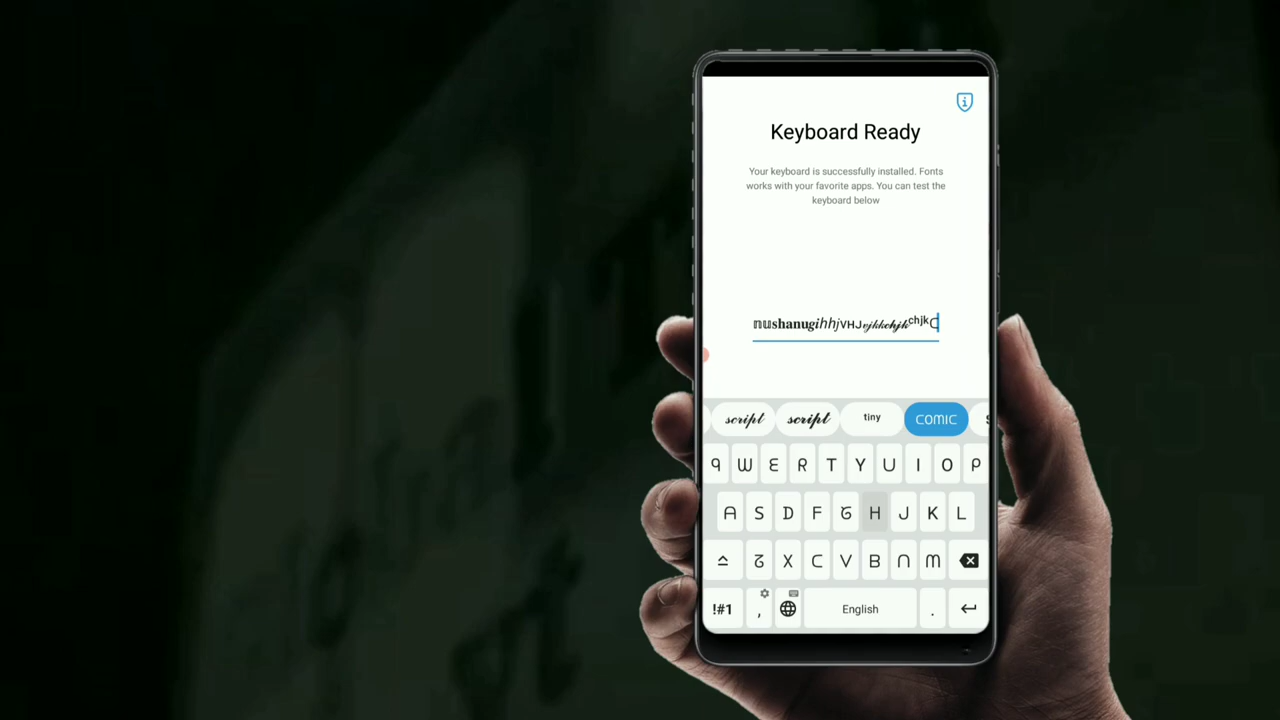 Keyboard Ready
Your keyboard is successfully installed. Fonts
works with your favorite apps. You can test the
keyboard below
nushanugihhjVHJvjkkchjkchjkC
script script tiny COMIC
Q W E R T Y U I O P
A S D F G H J K L
Z X C V B N M
!#1 , English .